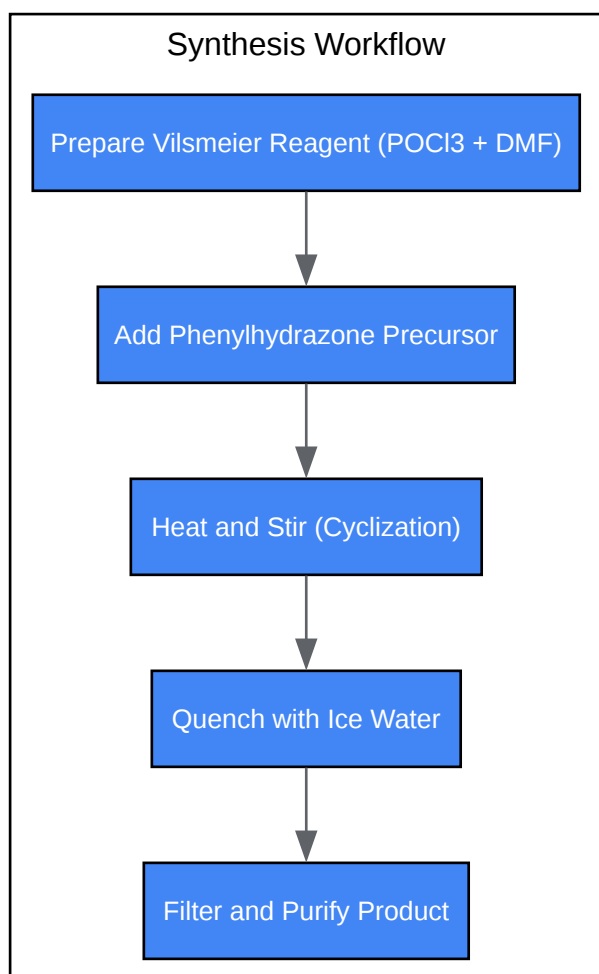 Synthesis Workflow
Prepare Vilsmeier Reagent (POCl3 + DMF)
Add Phenylhydrazone Precursor
Heat and Stir (Cyclization)
Quench with Ice Water
Filter and Purify Product